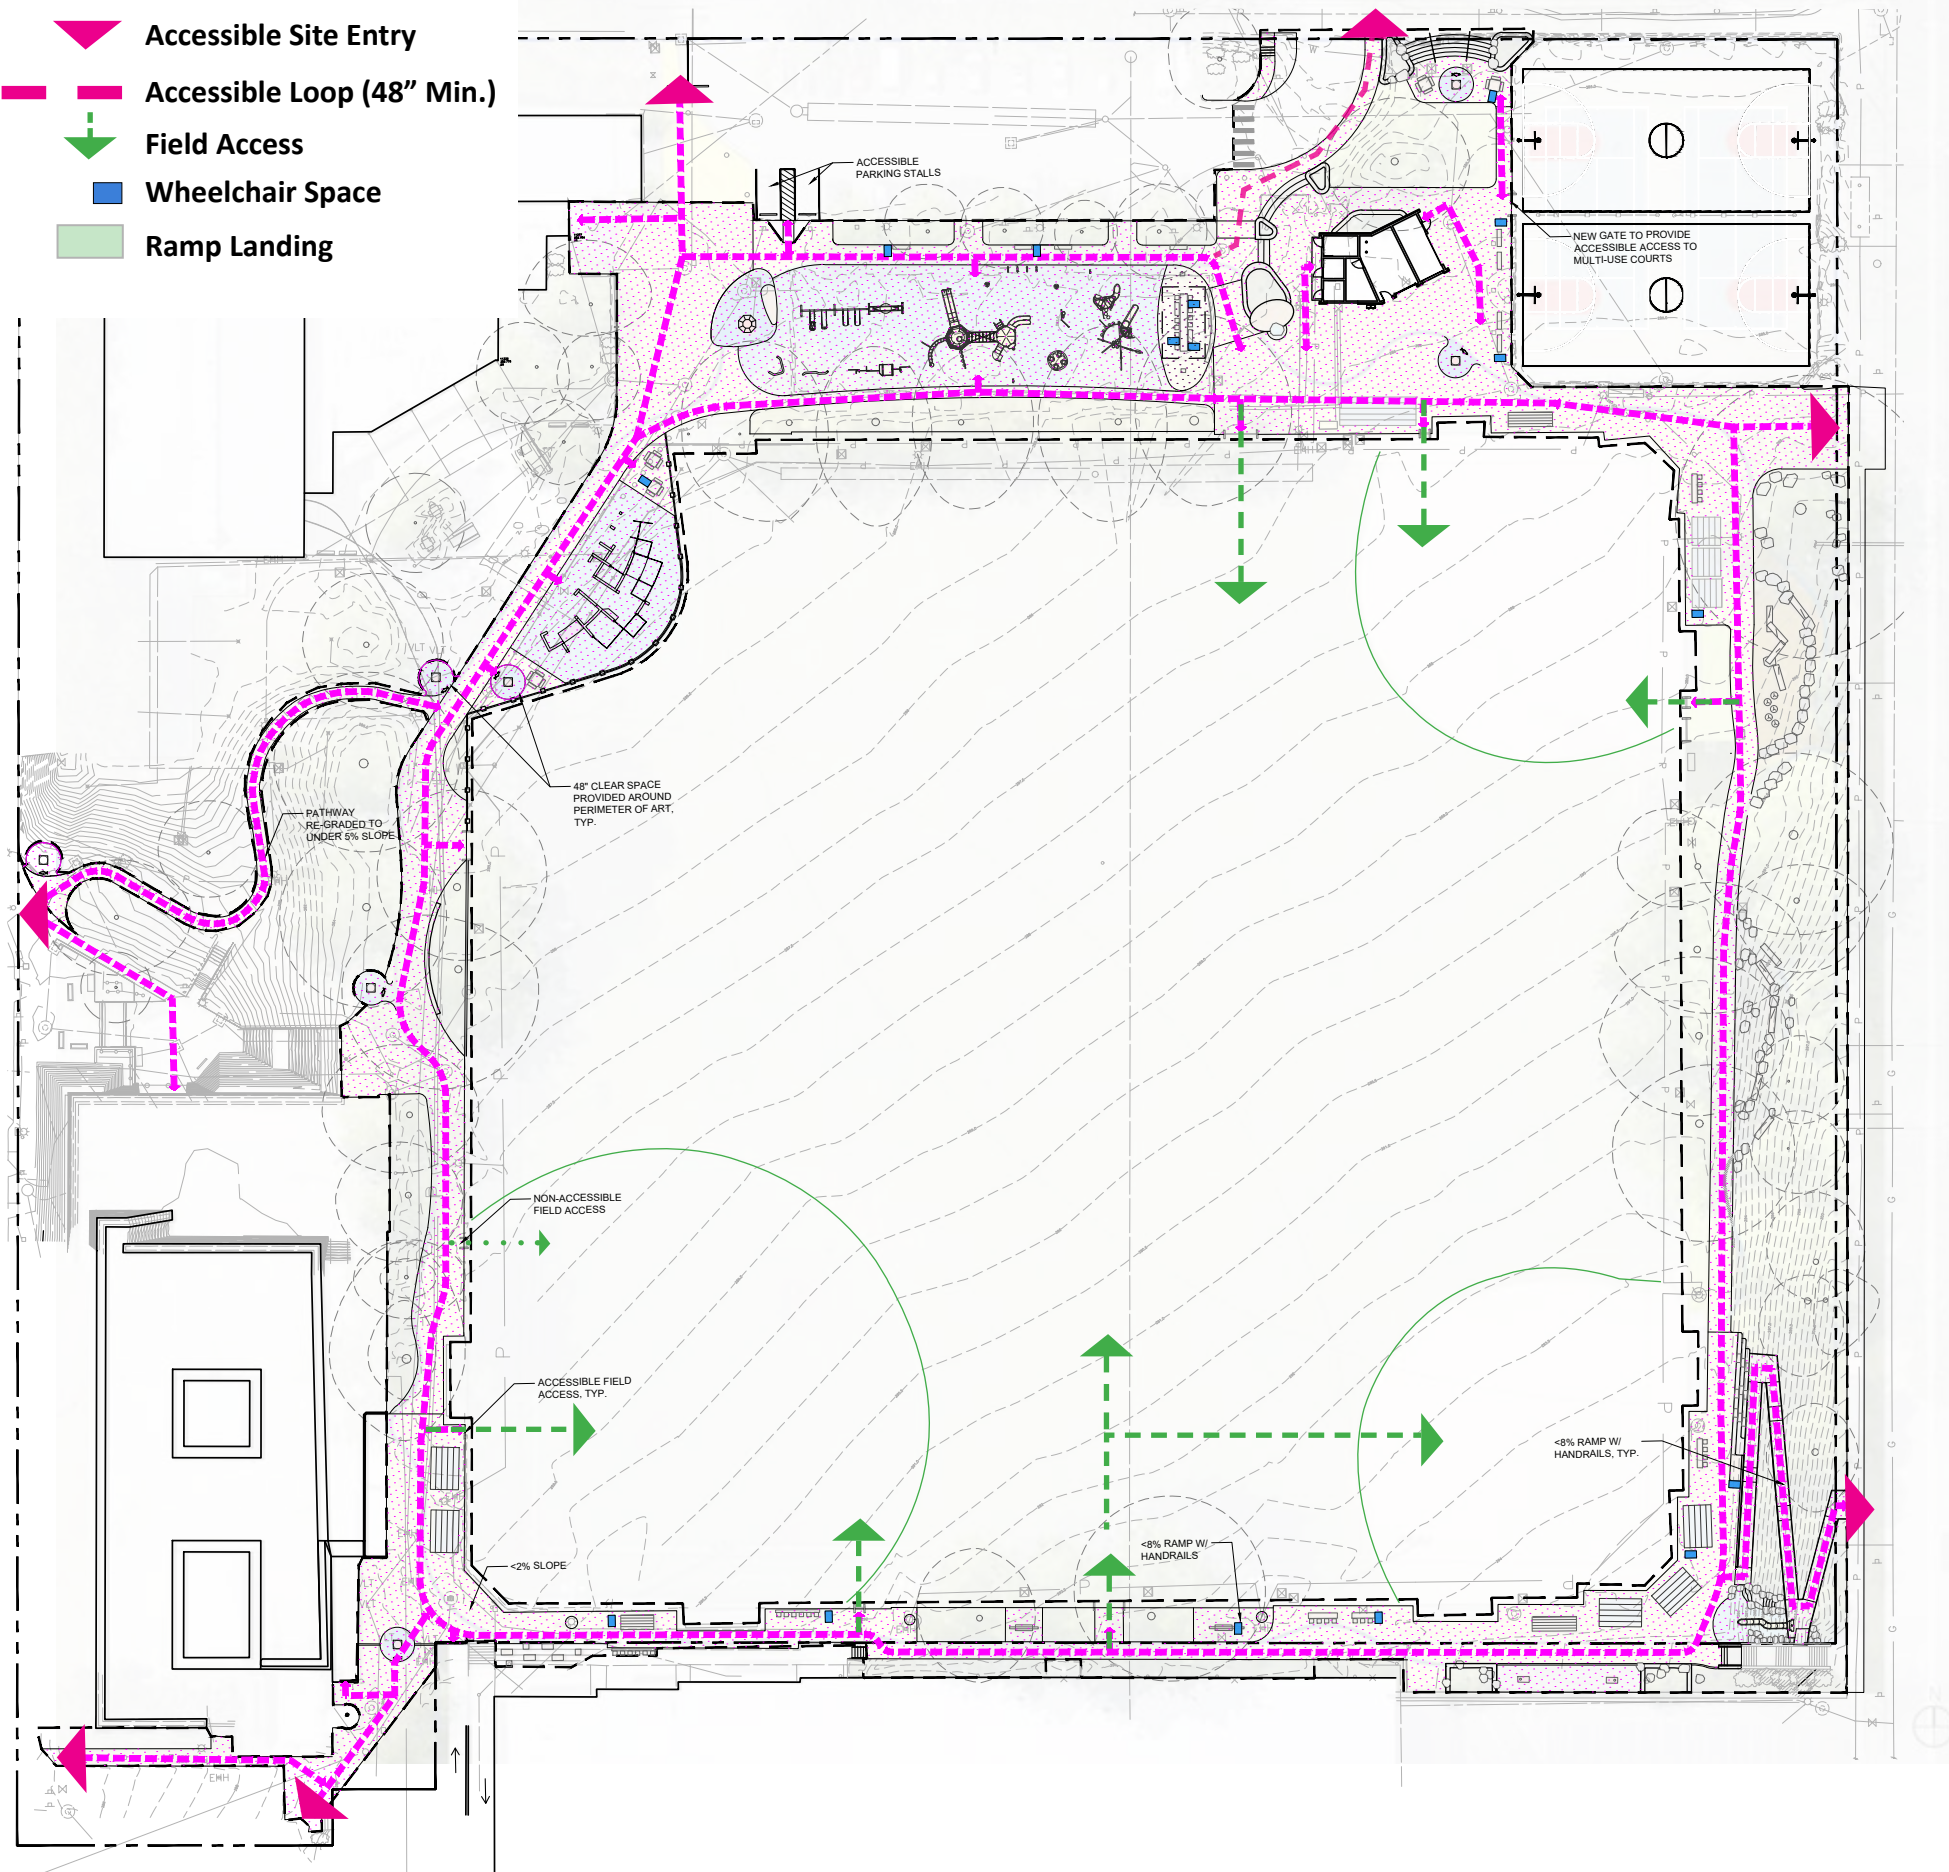 Accessible Site Entry
Accessible Loop (48” Min.)
Field Access
Wheelchair Space
Ramp Landing
ACCESSIBLE
PARKING STALLS
NEW GATE TO PROVIDE
ACCESSIBLE ACCESS TO
MULTI-USE COURTS
48" CLEAR SPACE
PROVIDED AROUND
PERIMETER OF ART,
TYP.
PATHWAY
RE-GRADED TO
UNDER 5% SLOPE
NON-ACCESSIBLE
FIELD ACCESS
ACCESSIBLE FIELD
ACCESS, TYP.
<8% RAMP W/
HANDRAILS, TYP.
<8% RAMP W/
HANDRAILS
<2% SLOPE
EMH